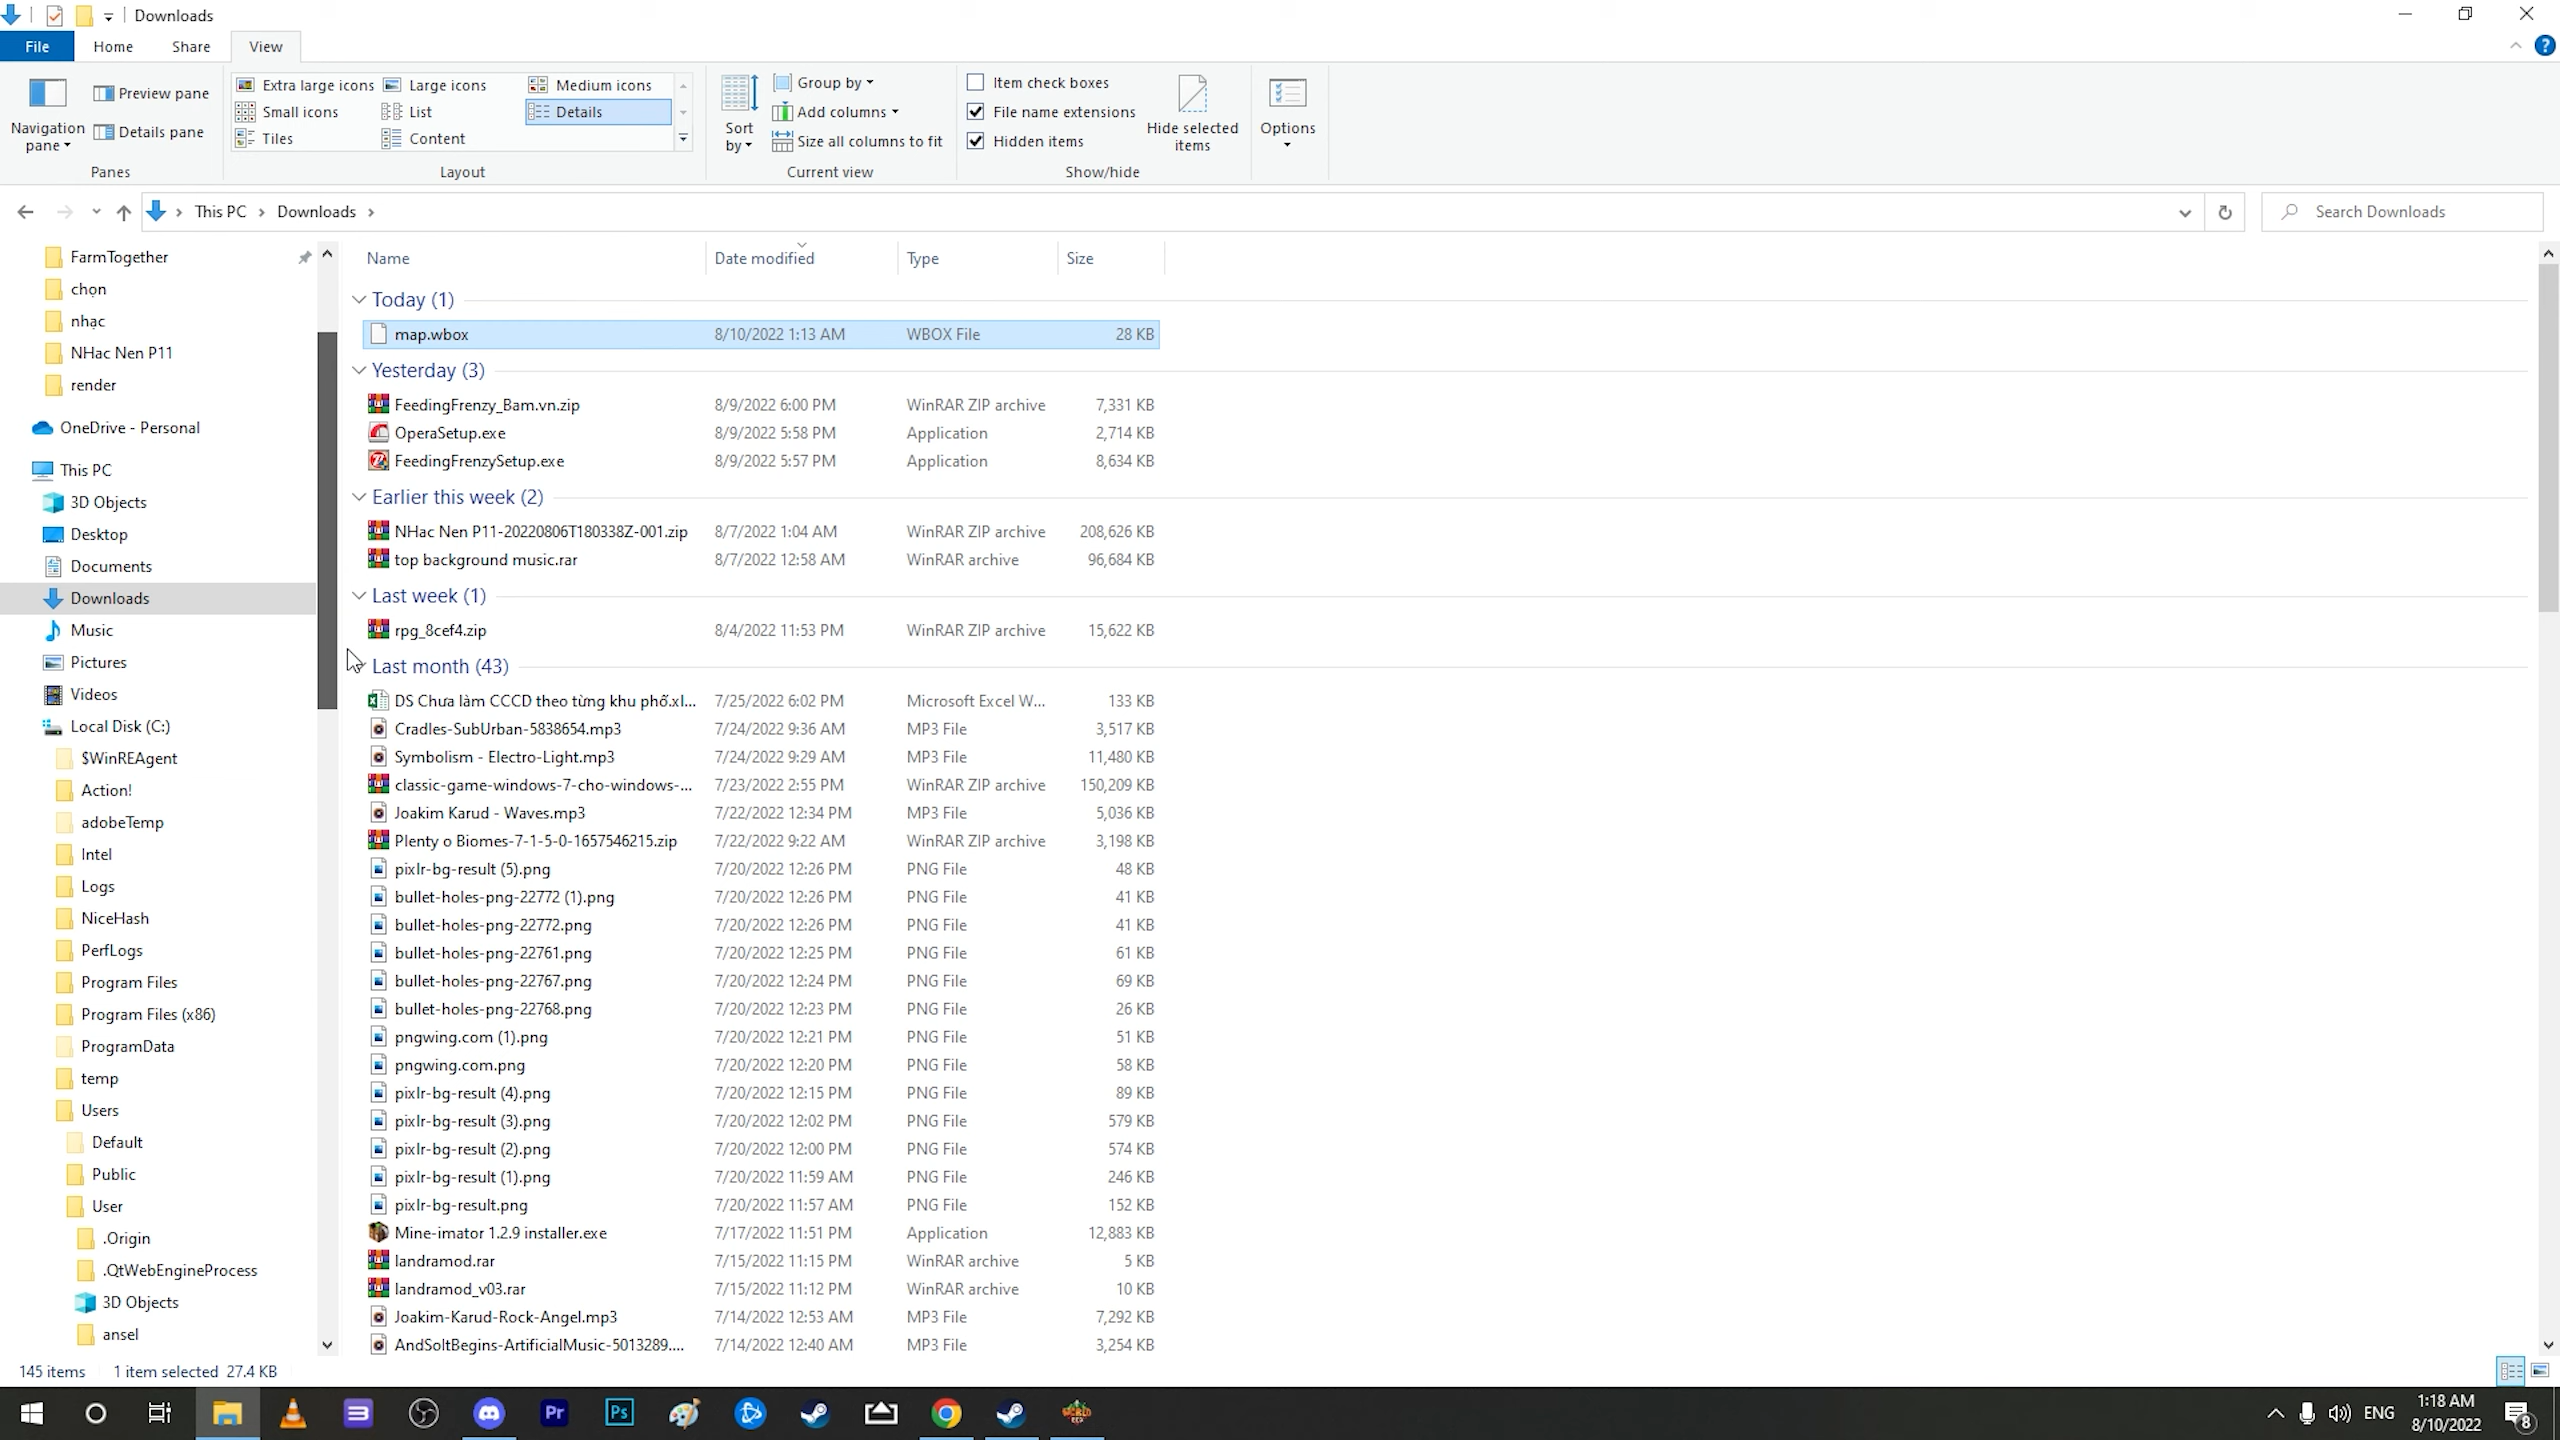 Downloads
File Home Share View
Navigation pane
Preview pane
Details pane
Panes
Extra large icons Large icons Medium icons
Small icons List Details
Tiles Content
Layout
Sort by
Group by
Add columns
Size all columns to fit
Current view
Item check boxes
File name extensions
Hidden items
Hide selected items
Show/hide
Options
This PC Downloads
Search Downloads
FarmTogether
chọn
nhạc
NHac Nen P11
render
OneDrive - Personal
This PC
3D Objects
Desktop
Documents
Downloads
Music
Pictures
Videos
Local Disk (C:)
$WinREAgent
Action!
adobeTemp
Intel
Logs
NiceHash
PerfLogs
Program Files
Program Files (x86)
ProgramData
temp
Users
Default
Public
User
.Origin
.QtWebEngineProcess
3D Objects
ansel
Name Date modified Type Size
Today (1)
map.wbox 8/10/2022 1:13 AM WBOX File 28 KB
Yesterday (3)
FeedingFrenzy_Bam.vn.zip 8/9/2022 6:00 PM WinRAR ZIP archive 7,331 KB
OperaSetup.exe 8/9/2022 5:58 PM Application 2,714 KB
FeedingFrenzySetup.exe 8/9/2022 5:57 PM Application 8,634 KB
Earlier this week (2)
NHac Nen P11-20220806T180338Z-001.zip 8/7/2022 1:04 AM WinRAR ZIP archive 208,626 KB
top background music.rar 8/7/2022 12:58 AM WinRAR archive 96,684 KB
Last week (1)
rpg_8cef4.zip 8/4/2022 11:53 PM WinRAR ZIP archive 15,622 KB
Last month (43)
DS Chưa làm CCCD theo từng khu phố.xl... 7/25/2022 6:02 PM Microsoft Excel W... 133 KB
Cradles-SubUrban-5838654.mp3 7/24/2022 9:36 AM MP3 File 3,517 KB
Symbolism - Electro-Light.mp3 7/24/2022 9:29 AM MP3 File 11,480 KB
classic-game-windows-7-cho-windows-... 7/23/2022 2:55 PM WinRAR ZIP archive 150,209 KB
Joakim Karud - Waves.mp3 7/22/2022 12:34 PM MP3 File 5,036 KB
Plenty o Biomes-7-1-5-0-1657546215.zip 7/22/2022 9:22 AM WinRAR ZIP archive 3,198 KB
pixlr-bg-result (5).png 7/20/2022 12:26 PM PNG File 48 KB
bullet-holes-png-22772 (1).png 7/20/2022 12:26 PM PNG File 41 KB
bullet-holes-png-22772.png 7/20/2022 12:26 PM PNG File 41 KB
bullet-holes-png-22761.png 7/20/2022 12:25 PM PNG File 61 KB
bullet-holes-png-22767.png 7/20/2022 12:24 PM PNG File 69 KB
bullet-holes-png-22768.png 7/20/2022 12:23 PM PNG File 26 KB
pngwing.com (1).png 7/20/2022 12:21 PM PNG File 51 KB
pngwing.com.png 7/20/2022 12:20 PM PNG File 58 KB
pixlr-bg-result (4).png 7/20/2022 12:15 PM PNG File 89 KB
pixlr-bg-result (3).png 7/20/2022 12:02 PM PNG File 579 KB
pixlr-bg-result (2).png 7/20/2022 12:00 PM PNG File 574 KB
pixlr-bg-result (1).png 7/20/2022 11:59 AM PNG File 246 KB
pixlr-bg-result.png 7/20/2022 11:57 AM PNG File 152 KB
Mine-imator 1.2.9 installer.exe 7/17/2022 11:51 PM Application 12,883 KB
landramod.rar 7/15/2022 11:15 PM WinRAR archive 5 KB
landramod_v03.rar 7/15/2022 11:12 PM WinRAR archive 10 KB
Joakim-Karud-Rock-Angel.mp3 7/14/2022 12:53 AM MP3 File 7,292 KB
AndSoItBegins-ArtificialMusic-5013289.... 7/14/2022 12:40 AM MP3 File 3,254 KB
145 items 1 item selected 27.4 KB
Pr Ps
ENG 1:18 AM
8/10/2022
8